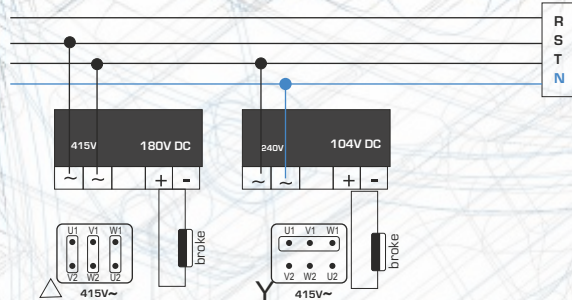 R
S
T
N
415V 180V DC
~ ~ + -
240V 104V DC
~ ~ + -
U1 V1 W1
V2 W2 U2
415V~
broke
U1 V1 W1
V2 W2 U2
415V~
broke